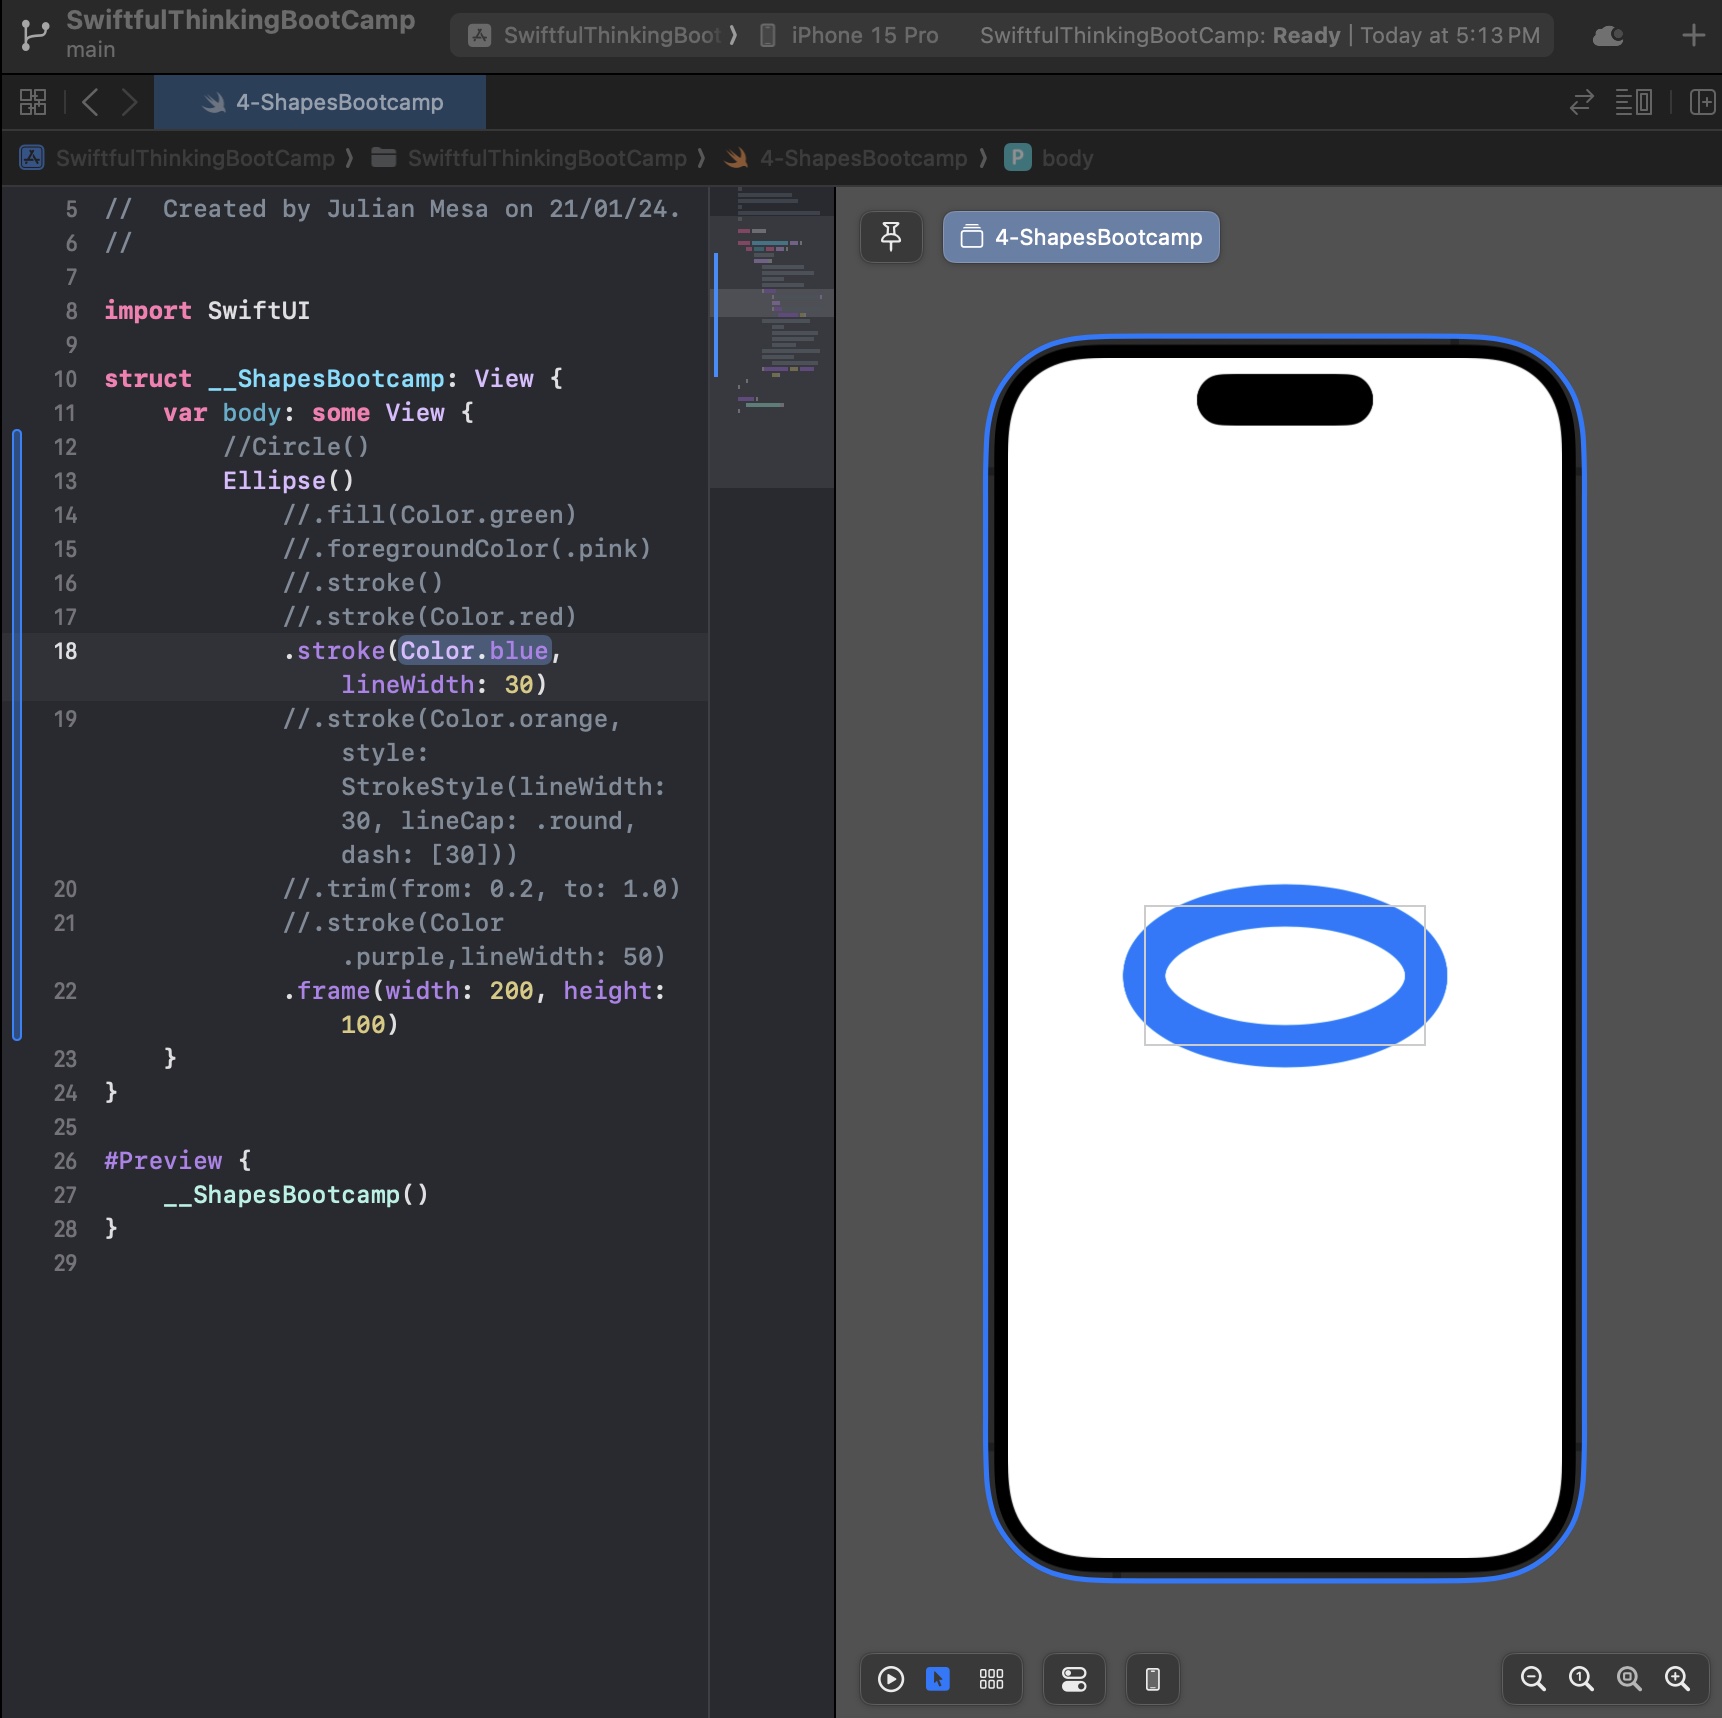 SwiftfulThinkingBootCamp
main
SwiftfulThinkingBoot ❯ iPhone 15 Pro
SwiftfulThinkingBootCamp: Ready | Today at 5:13 PM
4-ShapesBootcamp
SwiftfulThinkingBootCamp ❯ SwiftfulThinkingBootCamp ❯ 4-ShapesBootcamp ❯ P body
5 //  Created by Julian Mesa on 21/01/24.
6 //
7
8 import SwiftUI
9
10 struct __ShapesBootcamp: View {
11     var body: some View {
12         //Circle()
13         Ellipse()
14             //.fill(Color.green)
15             //.foregroundColor(.pink)
16             //.stroke()
17             //.stroke(Color.red)
18             .stroke(Color.blue,
                lineWidth: 30)
19             //.stroke(Color.orange,
                style:
                StrokeStyle(lineWidth:
                30, lineCap: .round,
                dash: [30]))
20             //.trim(from: 0.2, to: 1.0)
21             //.stroke(Color
                .purple,lineWidth: 50)
22             .frame(width: 200, height:
                100)
23     }
24 }
25
26 #Preview {
27     __ShapesBootcamp()
28 }
29
4-ShapesBootcamp
1